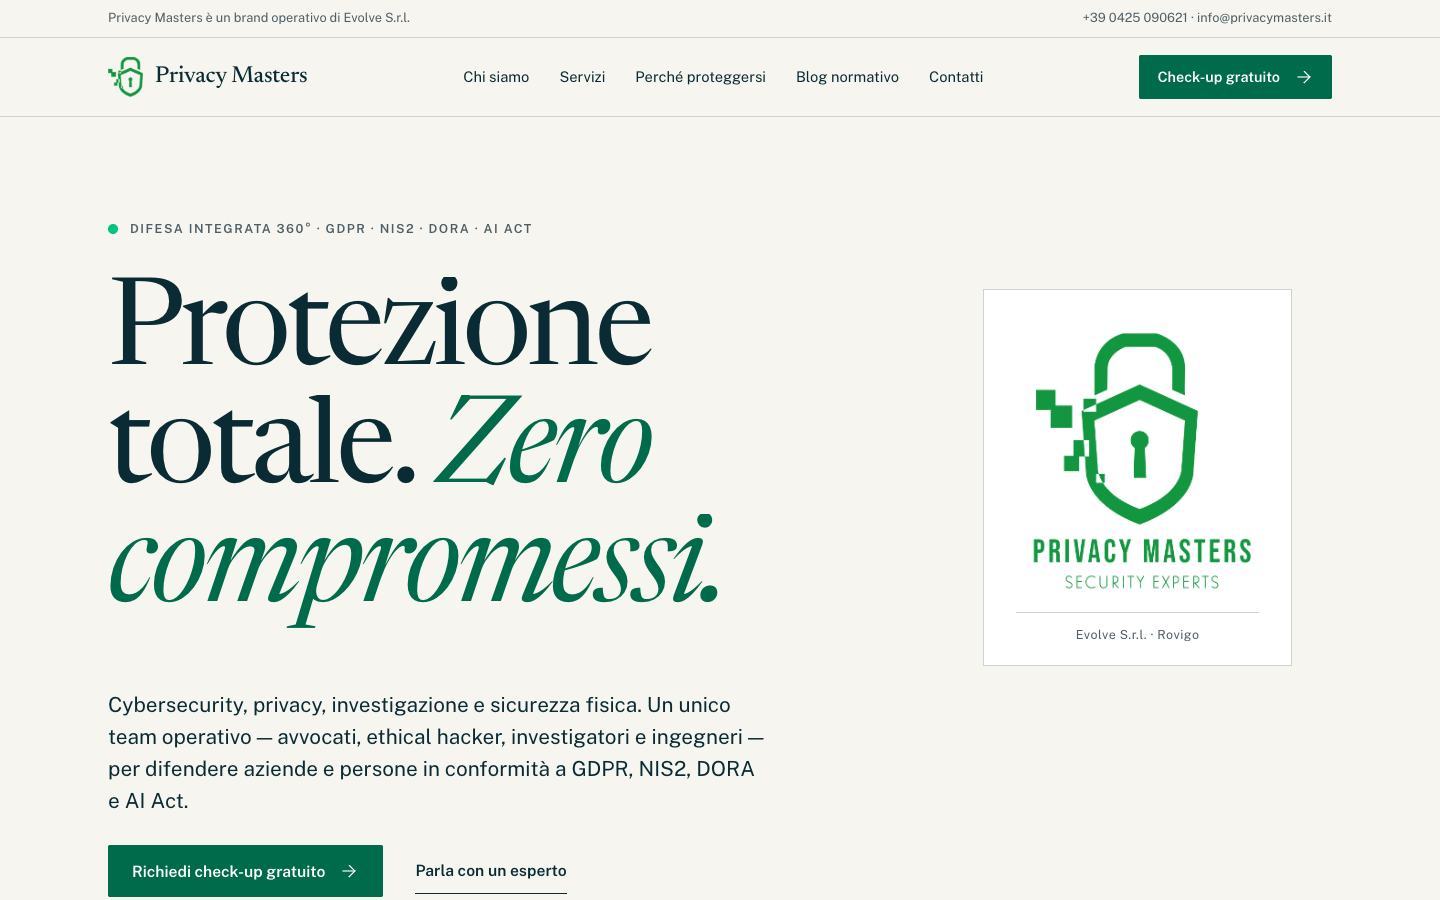 Privacy Masters è un brand operativo di Evolve S.r.l.
+39 0425 090621 · info@privacymasters.it
Privacy Masters
Chi siamo
Servizi
Perché proteggersi
Blog normativo
Contatti
Check-up gratuito
DIFESA INTEGRATA 360° · GDPR · NIS2 · DORA · AI ACT
Protezione
totale. Zero
compromessi.
PRIVACY MASTERS
SECURITY EXPERTS
Evolve S.r.l. · Rovigo
Cybersecurity, privacy, investigazione e sicurezza fisica. Un unico
team operativo — avvocati, ethical hacker, investigatori e ingegneri —
per difendere aziende e persone in conformità a GDPR, NIS2, DORA
e AI Act.
Richiedi check-up gratuito
Parla con un esperto